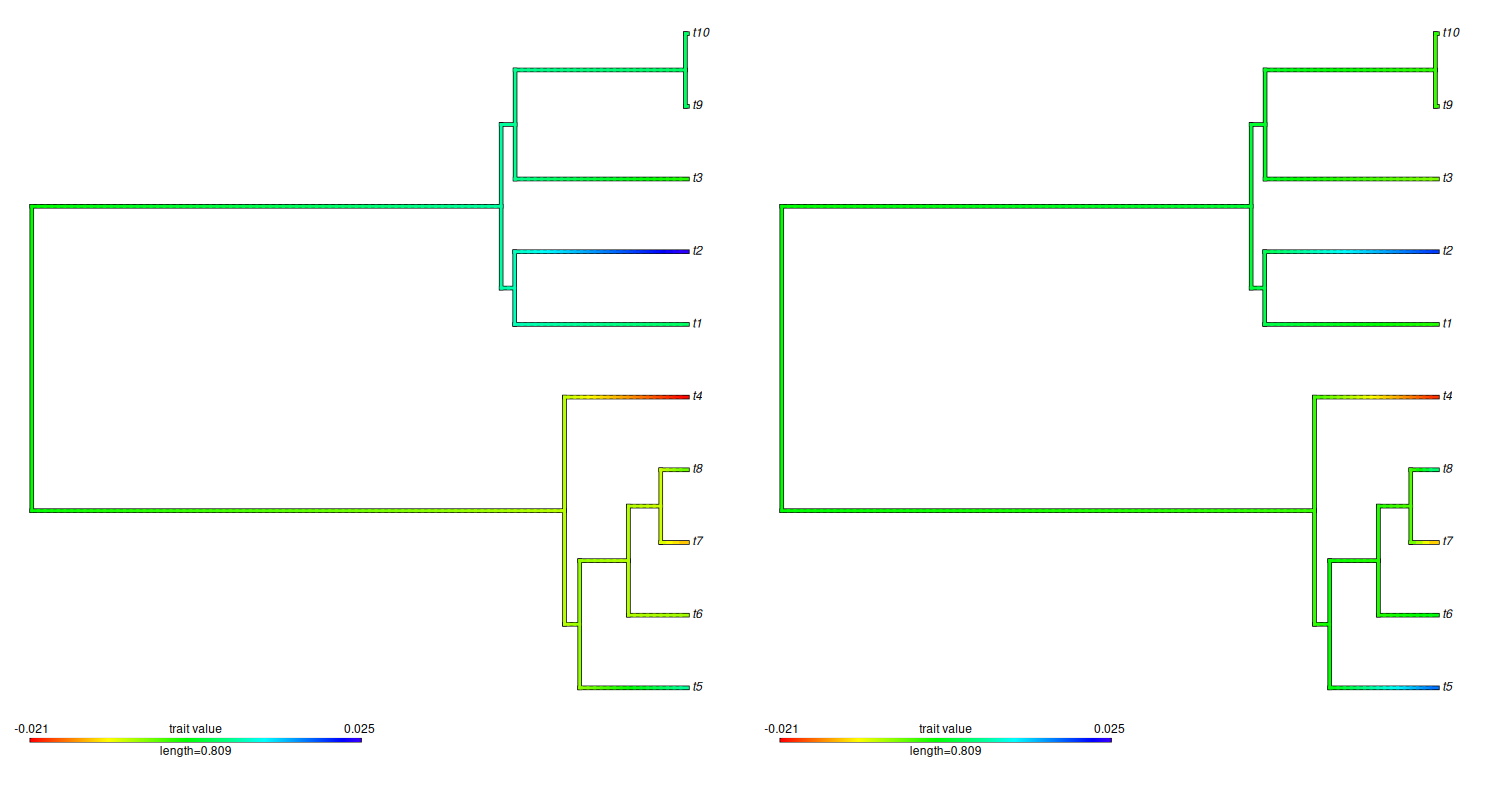 t10
t9
t3
t2
t1
t4
t8
t7
t6
t5
-0.021 trait value 0.025
length=0.809
t10
t9
t3
t2
t1
t4
t8
t7
t6
t5
-0.021 trait value 0.025
length=0.809